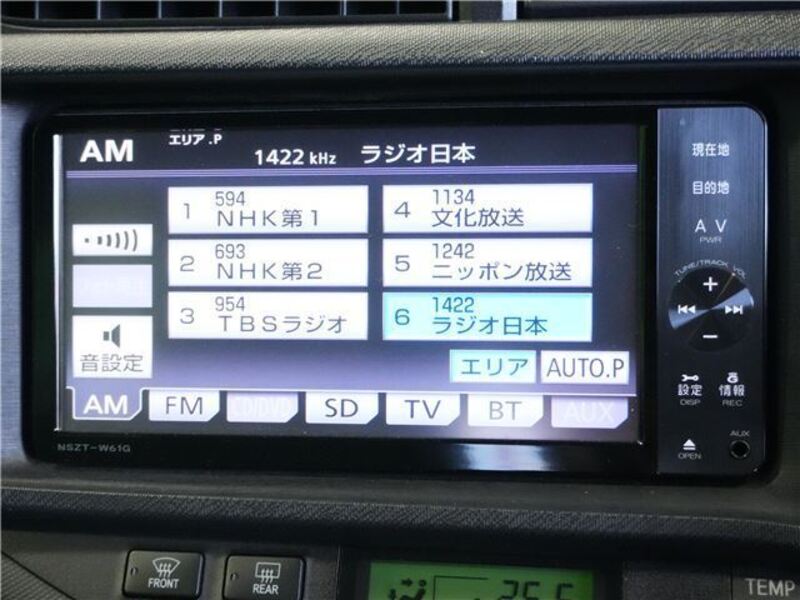 エリア.P
AM 1422 kHz ラジオ日本
1 594 NHK第1
4 1134 文化放送
2 693 NHK第2
5 1242 ニッポン放送
3 954 TBSラジオ
6 1422 ラジオ日本
音設定
エリア AUTO.P
AM FM CD/DVD SD TV BT AUX
NSZT-W61G
現在地
目的地
AV
PWR
TUNE/TRACK VOL
設定 情報
DISP REC
OPEN
AUX
FRONT REAR
25.5
TEMP